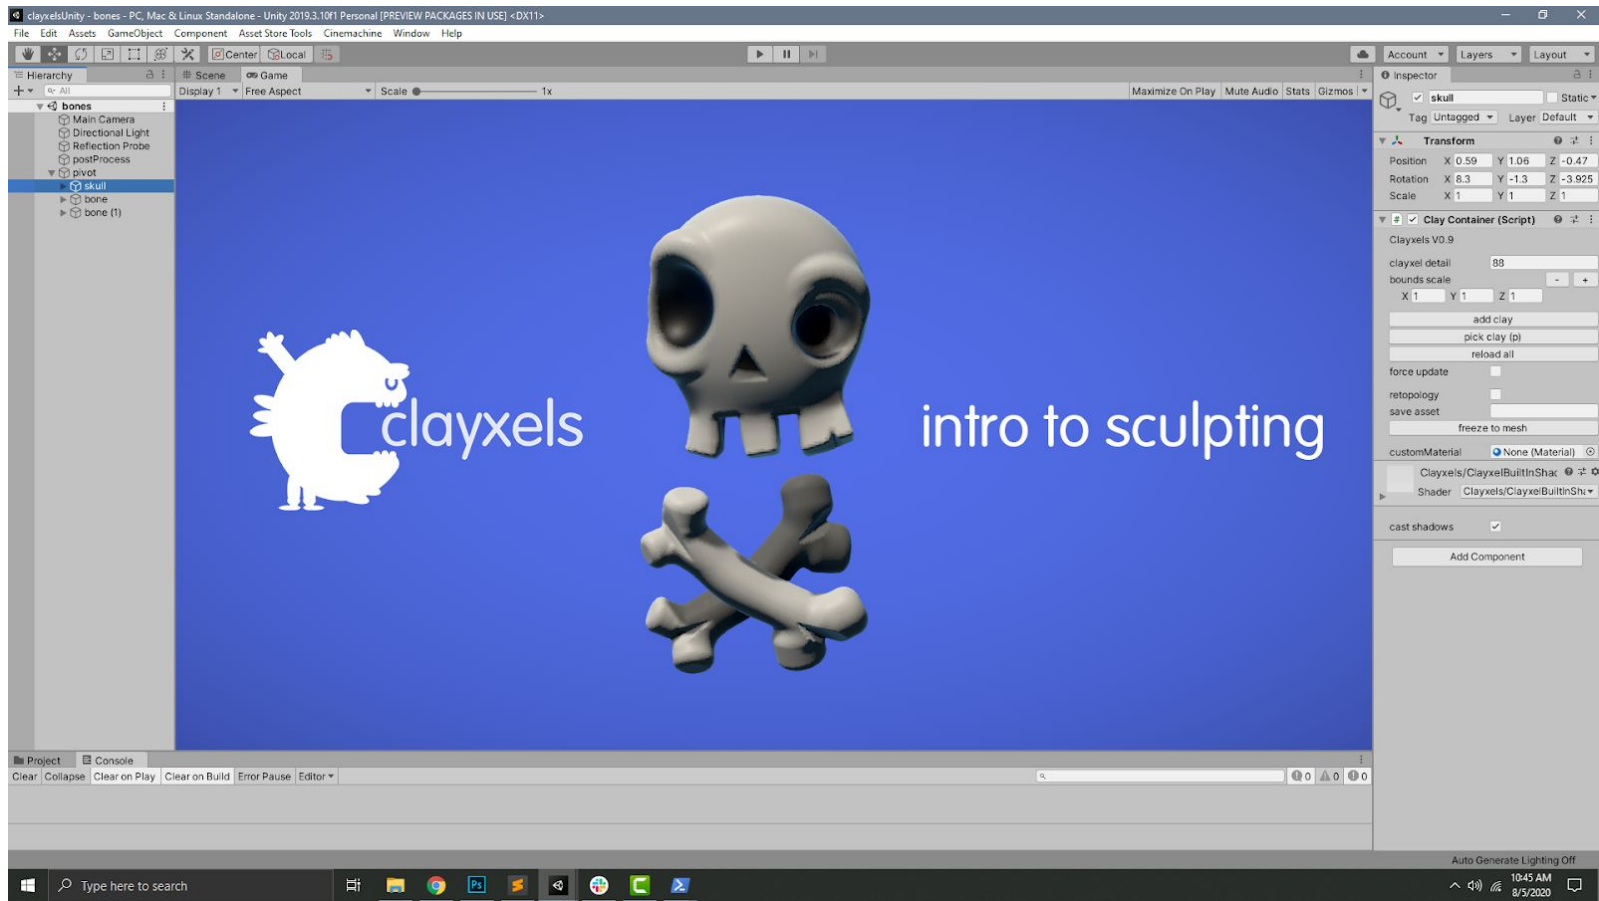 clayxelsUnity - bones - PC, Mac & Linux Standalone - Unity 2019.3.10f1 Personal [PREVIEW PACKAGES IN USE] <DX11>
File Edit Assets GameObject Component Asset Store Tools Cinemachine Window Help
Center Local
Account Layers Layout
Hierarchy
Scene Game
Inspector
All
Display 1 Free Aspect Scale 1x Maximize On Play Mute Audio Stats Gizmos
bones
Main Camera
Directional Light
Reflection Probe
postProcess
pivot
skull
bone
bone (1)
clayxels
intro to sculpting
skull Static
Tag Untagged Layer Default
Transform
Position X 0.59 Y 1.06 Z -0.47
Rotation X 8.3 Y -1.3 Z -3.925
Scale X 1 Y 1 Z 1
# Clay Container (Script)
Clayxels V0.9
clayxel detail 88
bounds scale - +
X 1 Y 1 Z 1
add clay
pick clay (p)
reload all
force update
retopology
save asset
freeze to mesh
customMaterial None (Material)
Clayxels/ClayxelBuiltInShac
Shader Clayxels/ClayxelBuiltInSha
cast shadows
Add Component
Project Console
Clear Collapse Clear on Play Clear on Build Error Pause Editor 0 0 0
Auto Generate Lighting Off
Type here to search
Ps
10:45 AM
8/5/2020